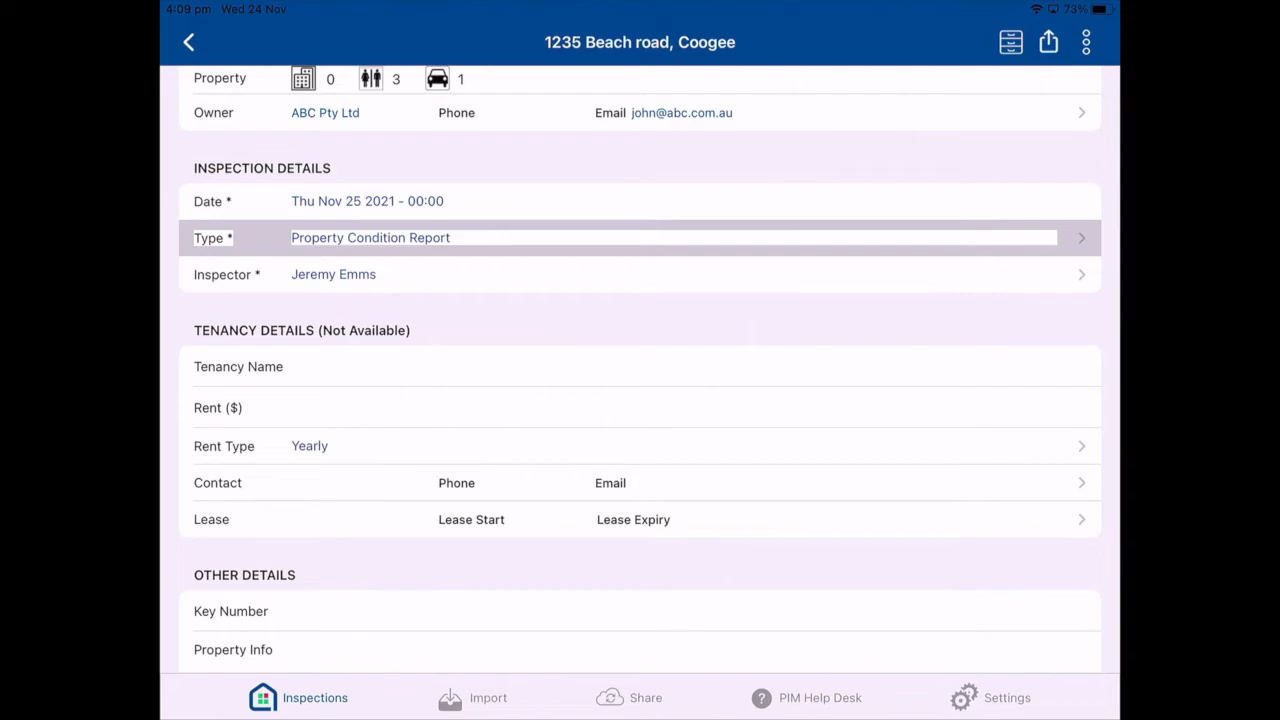 4:09 pm Wed 24 Nov 73%
1235 Beach road, Coogee
Property 0 3 1
Owner ABC Pty Ltd Phone Email john@abc.com.au
INSPECTION DETAILS
Date * Thu Nov 25 2021 - 00:00
Type * Property Condition Report
Inspector * Jeremy Emms
TENANCY DETAILS (Not Available)
Tenancy Name
Rent ($)
Rent Type Yearly
Contact Phone Email
Lease Lease Start Lease Expiry
OTHER DETAILS
Key Number
Property Info
Inspections Import Share ? PIM Help Desk Settings